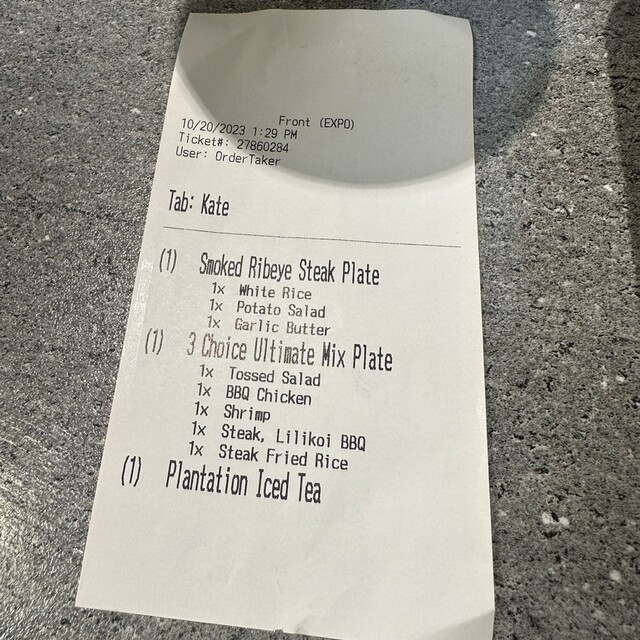 Front (EXPO)
10/20/2023 1:29 PM
Ticket#: 27860284
User: OrderTaker
Tab: Kate
(1) Smoked Ribeye Steak Plate
1x White Rice
1x Potato Salad
1x Garlic Butter
(1) 3 Choice Ultimate Mix Plate
1x Tossed Salad
1x BBQ Chicken
1x Shrimp
1x Steak, Lilikoi BBQ
1x Steak Fried Rice
(1) Plantation Iced Tea